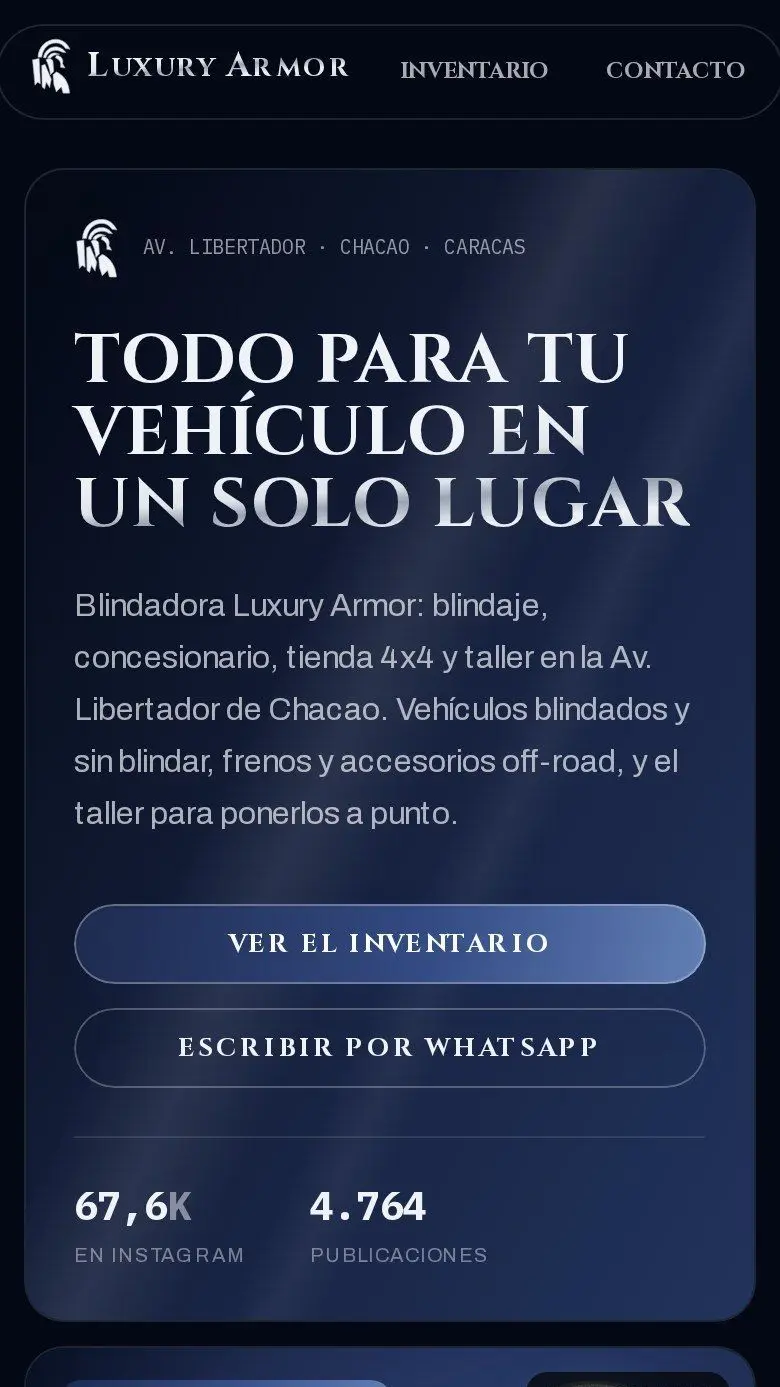 Luxury Armor INVENTARIO CONTACTO
AV. LIBERTADOR · CHACAO · CARACAS
TODO PARA TU
VEHÍCULO EN
UN SOLO LUGAR
Blindadora Luxury Armor: blindaje,
concesionario, tienda 4x4 y taller en la Av.
Libertador de Chacao. Vehículos blindados y
sin blindar, frenos y accesorios off-road, y el
taller para ponerlos a punto.
VER EL INVENTARIO
ESCRIBIR POR WHATSAPP
67,6K 4.764
EN INSTAGRAM PUBLICACIONES